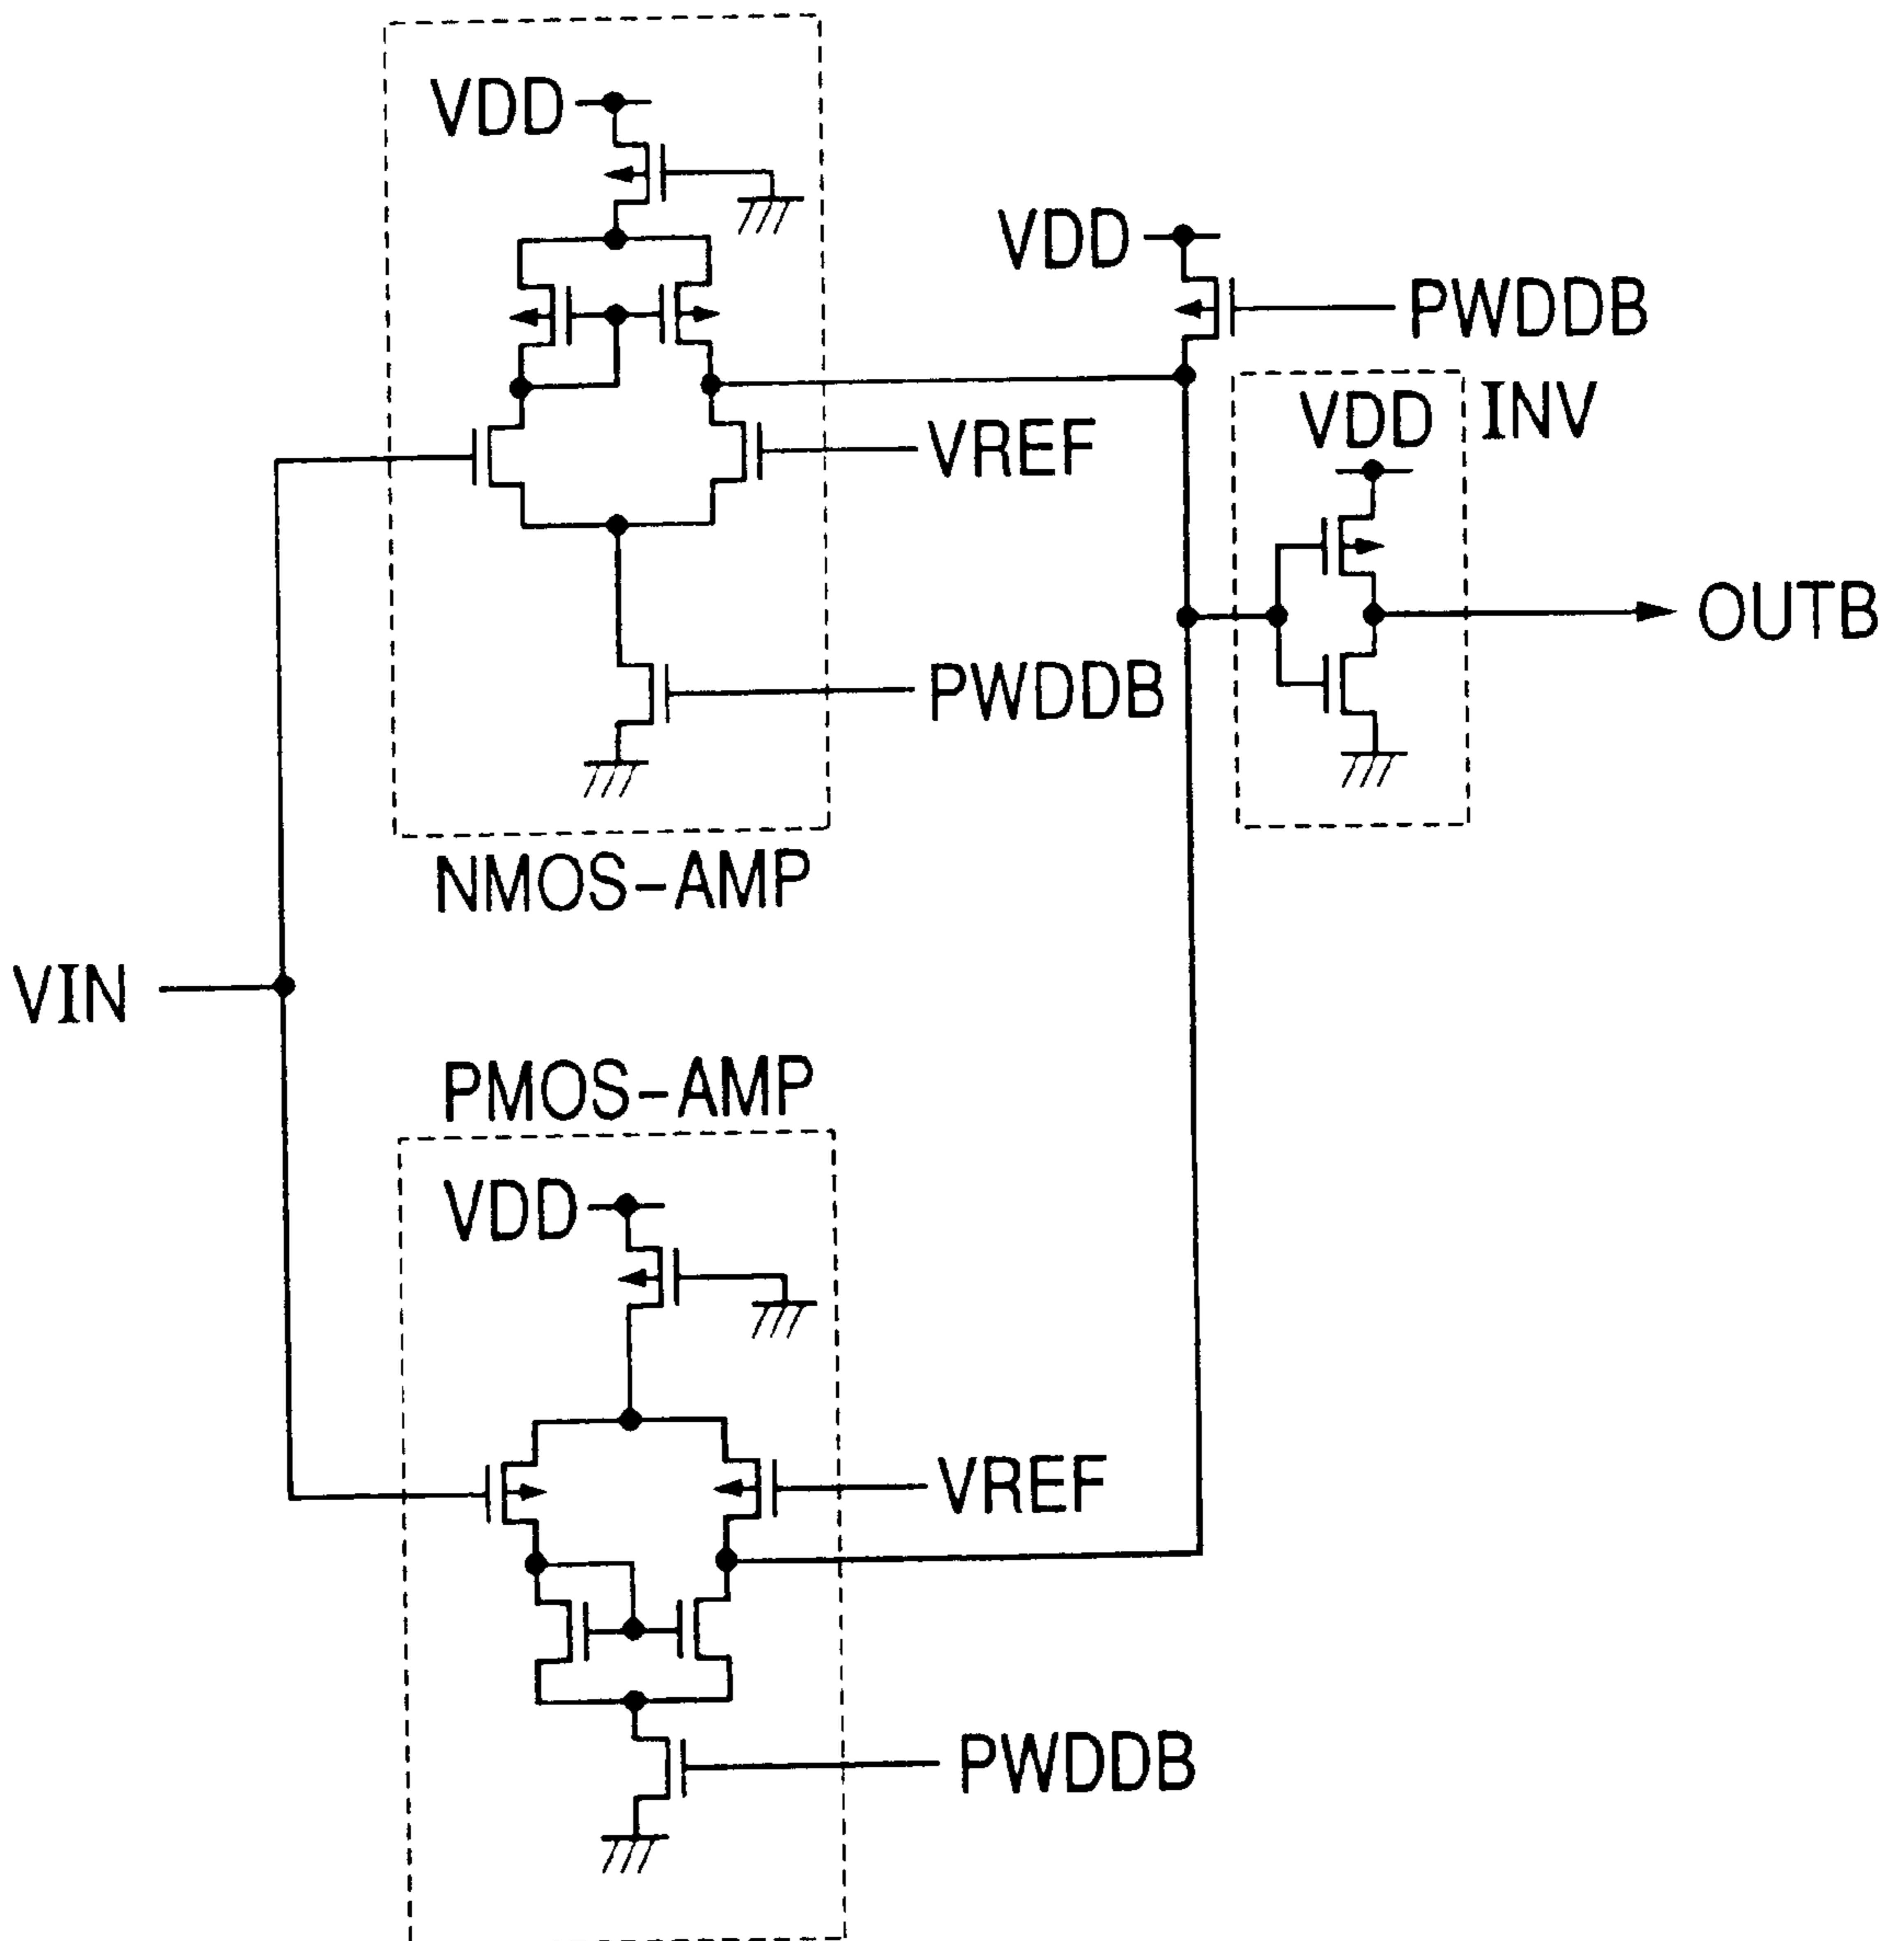 VDD
VDD
PWDDB
VDD
INV
VREF
OUTB
PWDDB
NMOS-AMP
VIN
PMOS-AMP
VDD
VREF
PWDDB